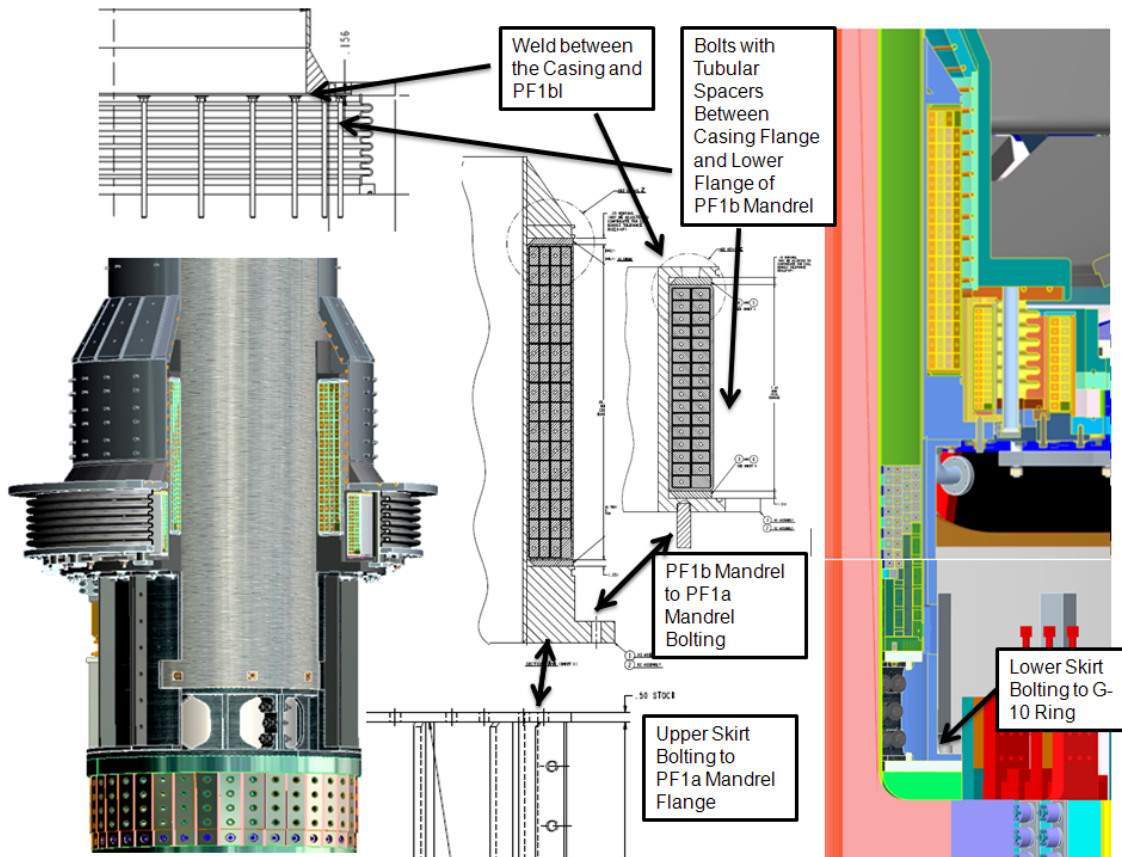 .156
Weld between
the Casing and
PF1bl
Bolts with
Tubular
Spacers
Between
Casing Flange
and Lower
Flange of
PF1b Mandrel
PF1b Mandrel
to PF1a
Mandrel
Bolting
Lower Skirt
Bolting to G-
10 Ring
.50 STOCK
Upper Skirt
Bolting to
PF1a Mandrel
Flange